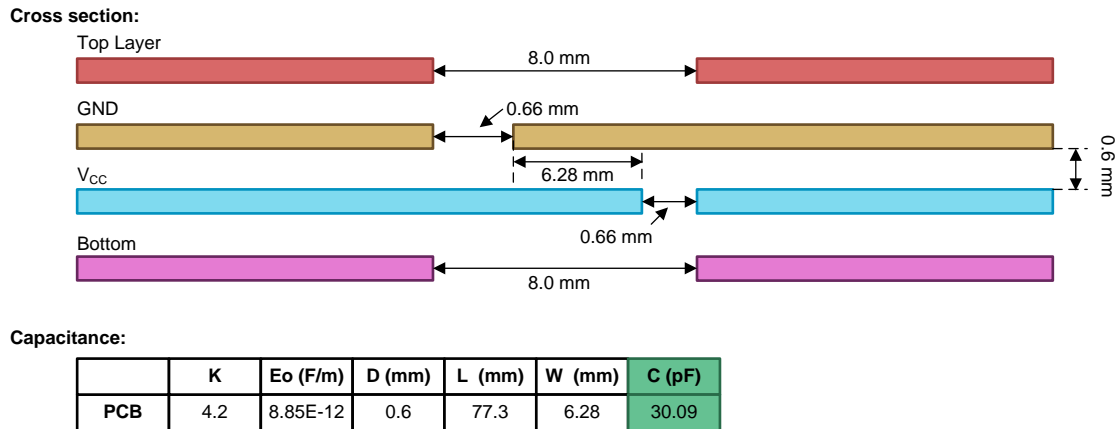 Cross section:
Top Layer
8.0 mm
GND
0.66 mm
6.28 mm
0.6 mm
VCC
0.66 mm
Bottom
8.0 mm
Capacitance:
K Eo (F/m) D (mm) L (mm) W (mm) C (pF)
PCB 4.2 8.85E-12 0.6 77.3 6.28 30.09